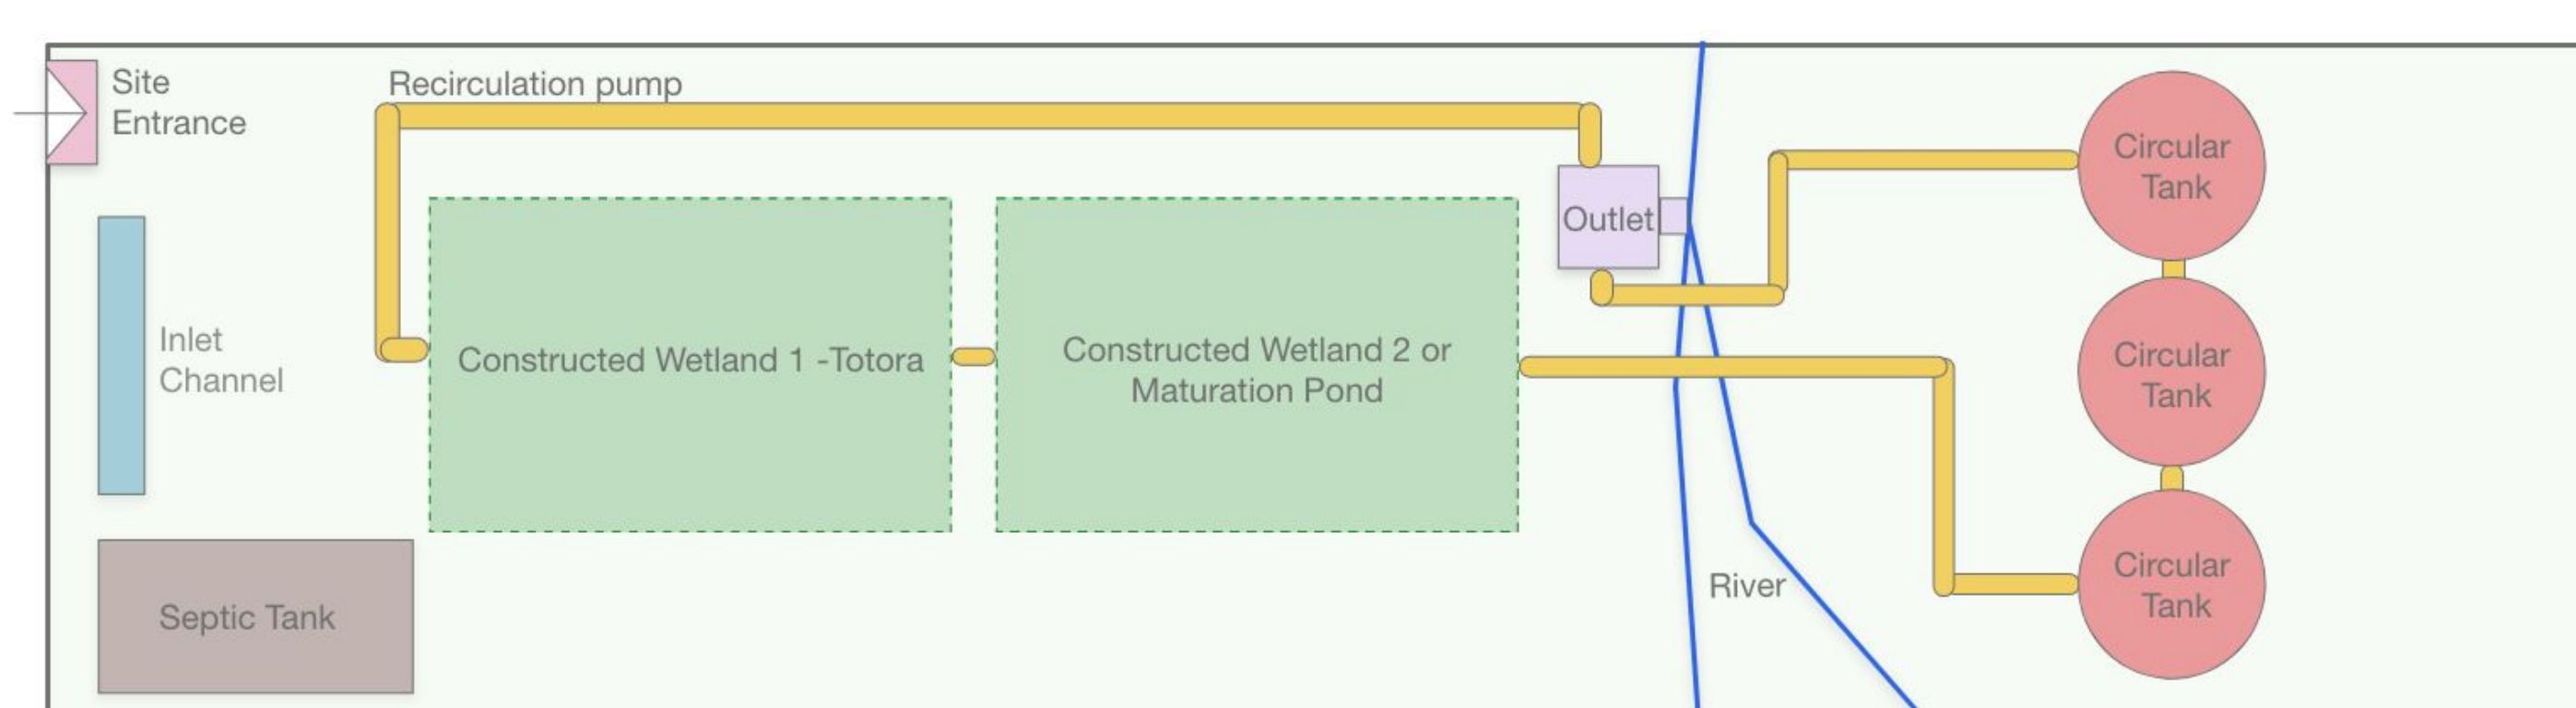 Site
Entrance
Recirculation pump
Circular
Tank
Outlet
Inlet
Channel
Constructed Wetland 1 -Totora
Constructed Wetland 2 or
Maturation Pond
Circular
Tank
Septic Tank
River
Circular
Tank